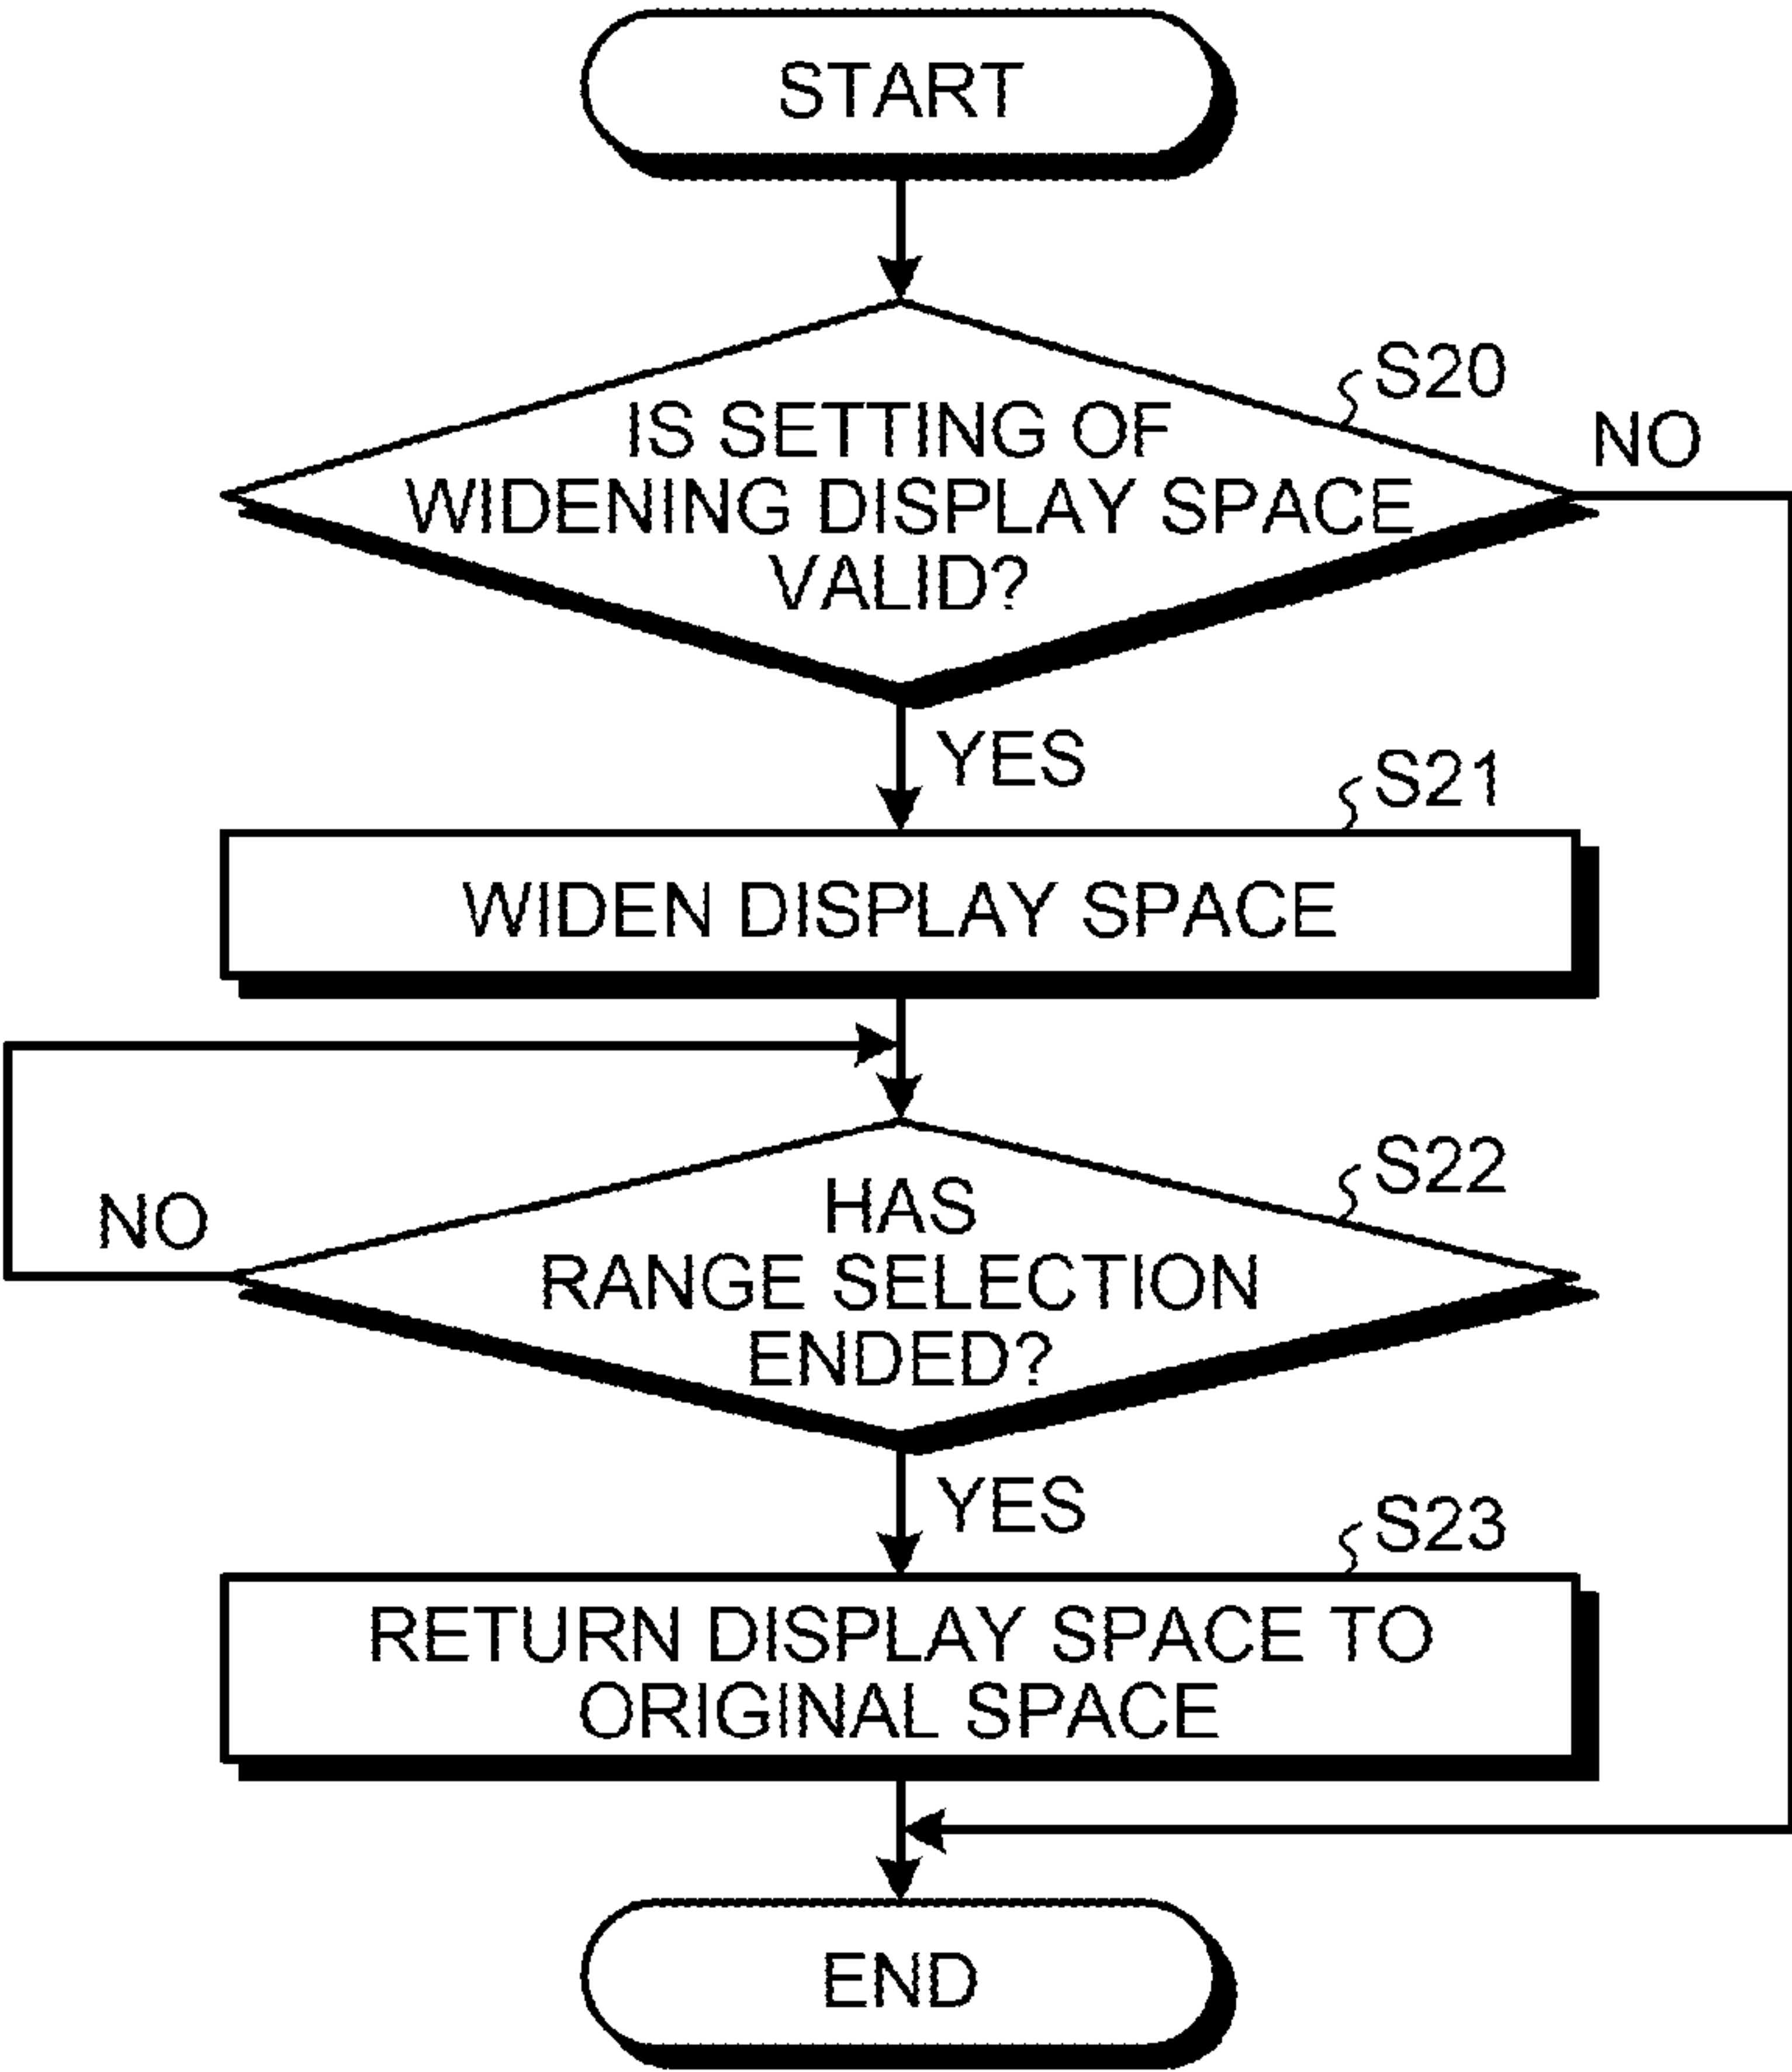 START
S20
IS SETTING OF
NO
WIDENING DISPLAY SPACE
VALID?
YES
S21
WIDEN DISPLAY SPACE
S22
HAS
NO
RANGE SELECTION
ENDED?
YES
S23
RETURN DISPLAY SPACE TO
ORIGINAL SPACE
END